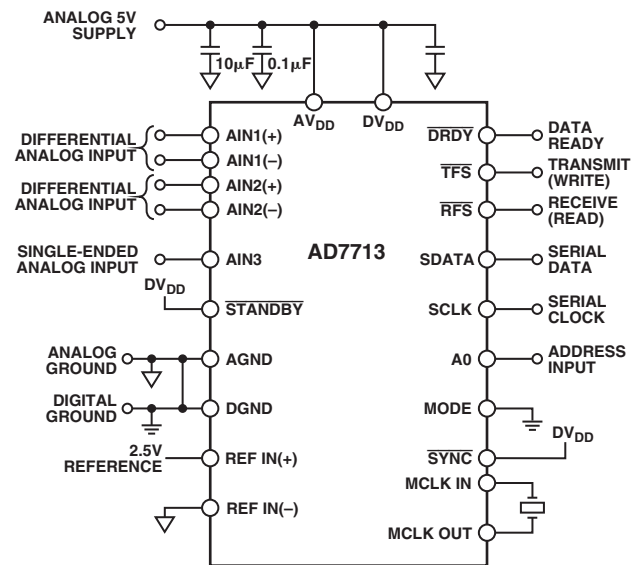 ANALOG 5V
SUPPLY
10μF
0.1μF
AVDD
DVDD
DIFFERENTIAL
ANALOG INPUT
AIN1(+)
AIN1(–)
DIFFERENTIAL
ANALOG INPUT
AIN2(+)
AIN2(–)
SINGLE-ENDED
ANALOG INPUT
AIN3
DVDD
STANDBY
ANALOG
GROUND
AGND
DIGITAL
GROUND
DGND
2.5V
REFERENCE
REF IN(+)
REF IN(–)
AD7713
DRDY
DATA
READY
TFS
TRANSMIT
(WRITE)
RFS
RECEIVE
(READ)
SDATA
SERIAL
DATA
SCLK
SERIAL
CLOCK
A0
ADDRESS
INPUT
MODE
DVDD
SYNC
MCLK IN
MCLK OUT